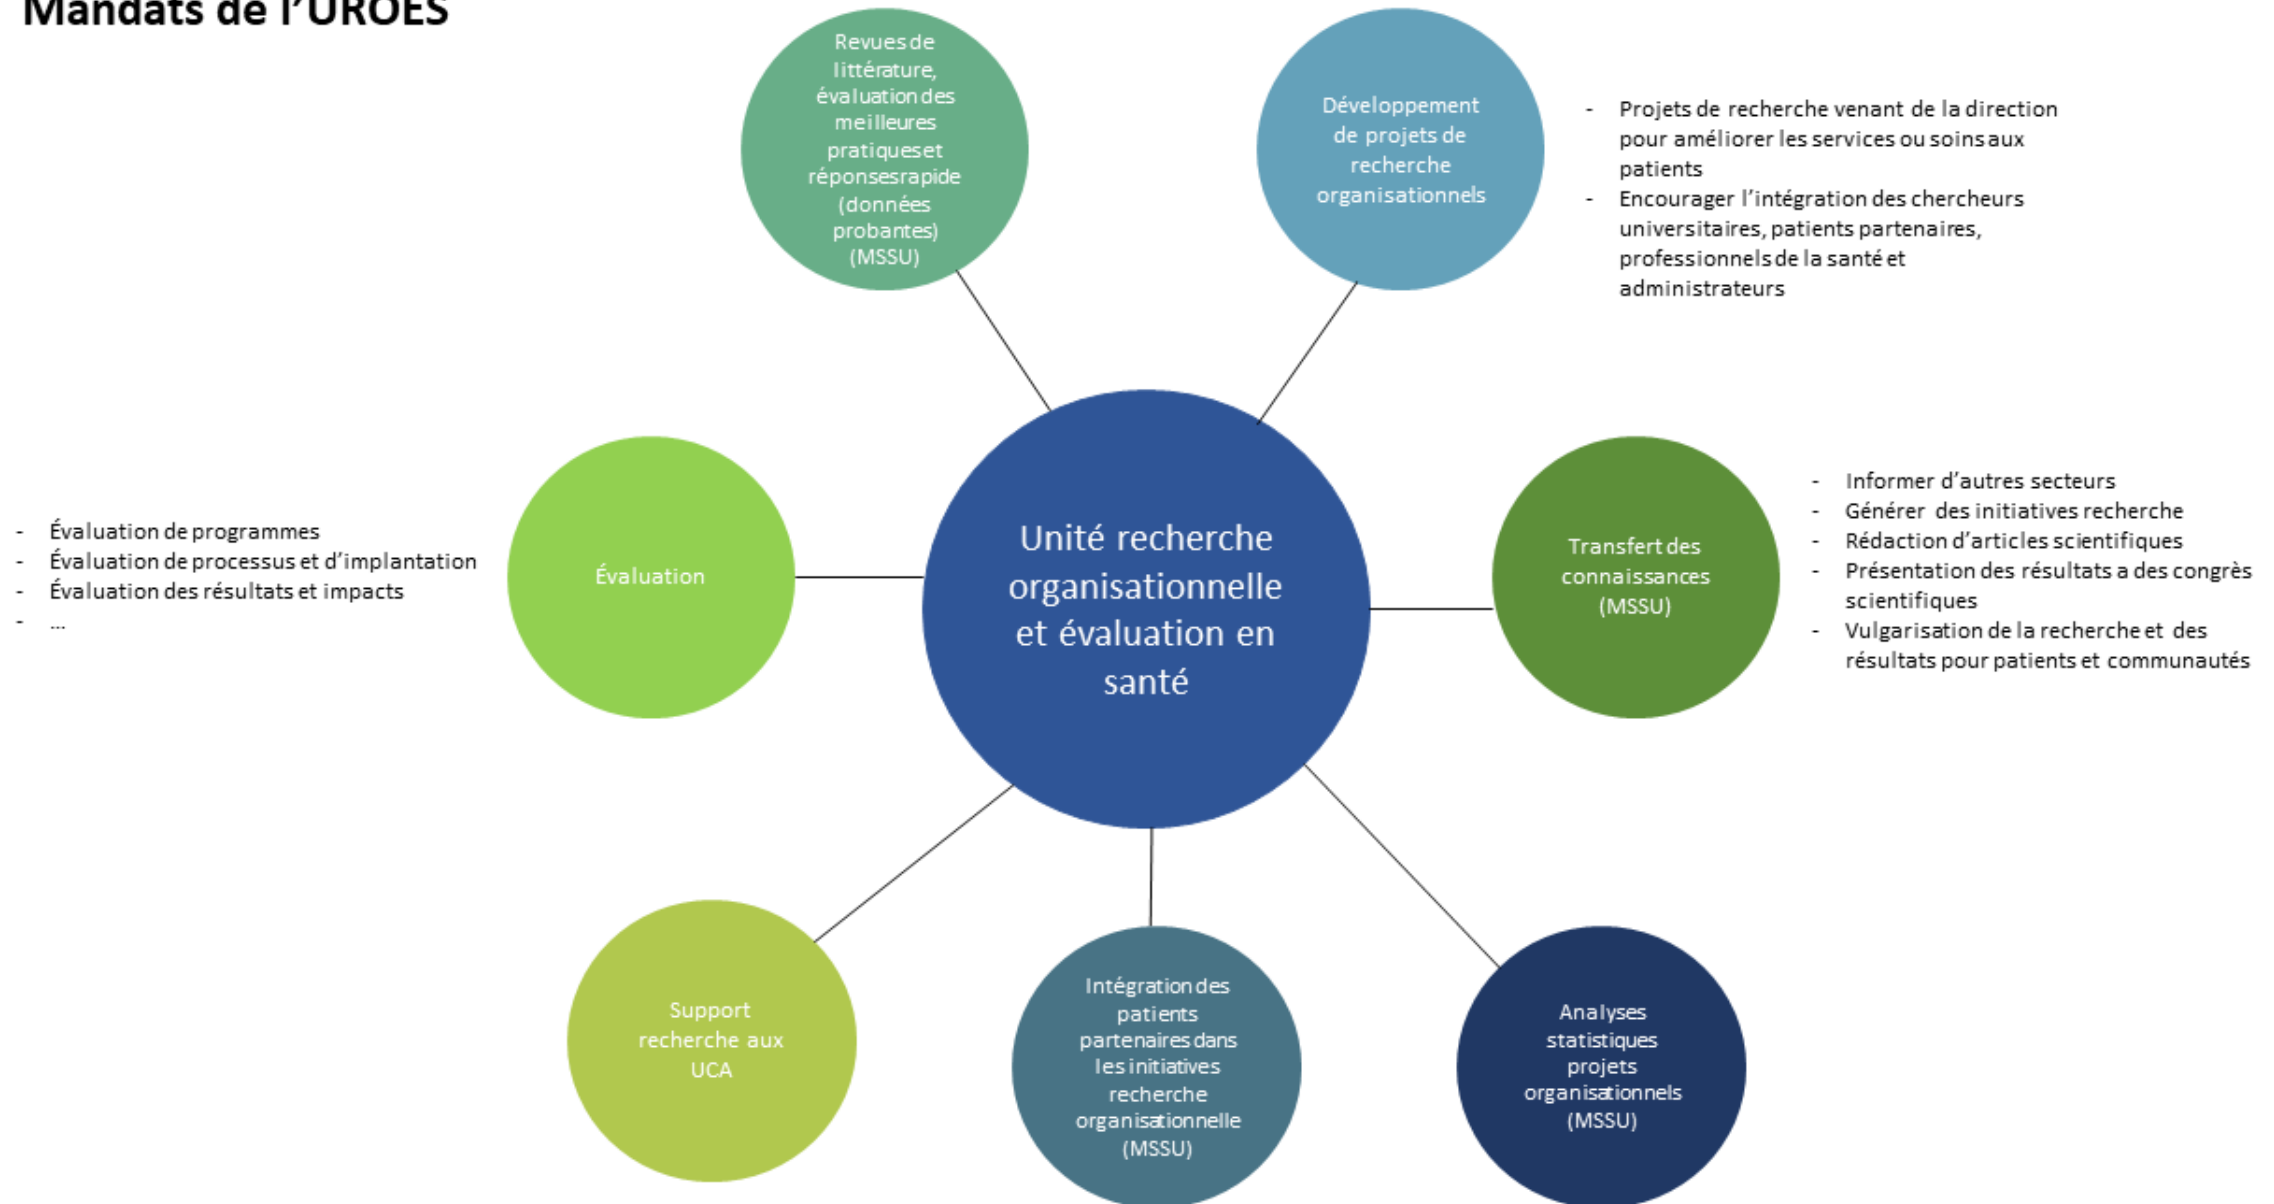 Mandats de l’UROES
Revues de
littérature,
évaluation des
meilleures
pratiques et
réponses rapide
(données
probantes)
(MSSU)
Développement
de projets de
recherche
organisationnels
- Projets de recherche venant de la direction
pour améliorer les services ou soins aux
patients
- Encourager l’intégration des chercheurs
universitaires, patients partenaires,
professionnels de la santé et
administrateurs
- Évaluation de programmes
- Évaluation de processus et d’implantation
- Évaluation des résultats et impacts
- ...
Évaluation
Unité recherche
organisationnelle
et évaluation en
santé
Transfert des
connaissances
(MSSU)
- Informer d’autres secteurs
- Générer des initiatives recherche
- Rédaction d’articles scientifiques
- Présentation des résultats a des congrès
scientifiques
- Vulgarisation de la recherche et des
résultats pour patients et communautés
Support
recherche aux
UCA
Intégration des
patients
partenaires dans
les initiatives
recherche
organisationnelle
(MSSU)
Analyses
statistiques
projets
organisationnels
(MSSU)